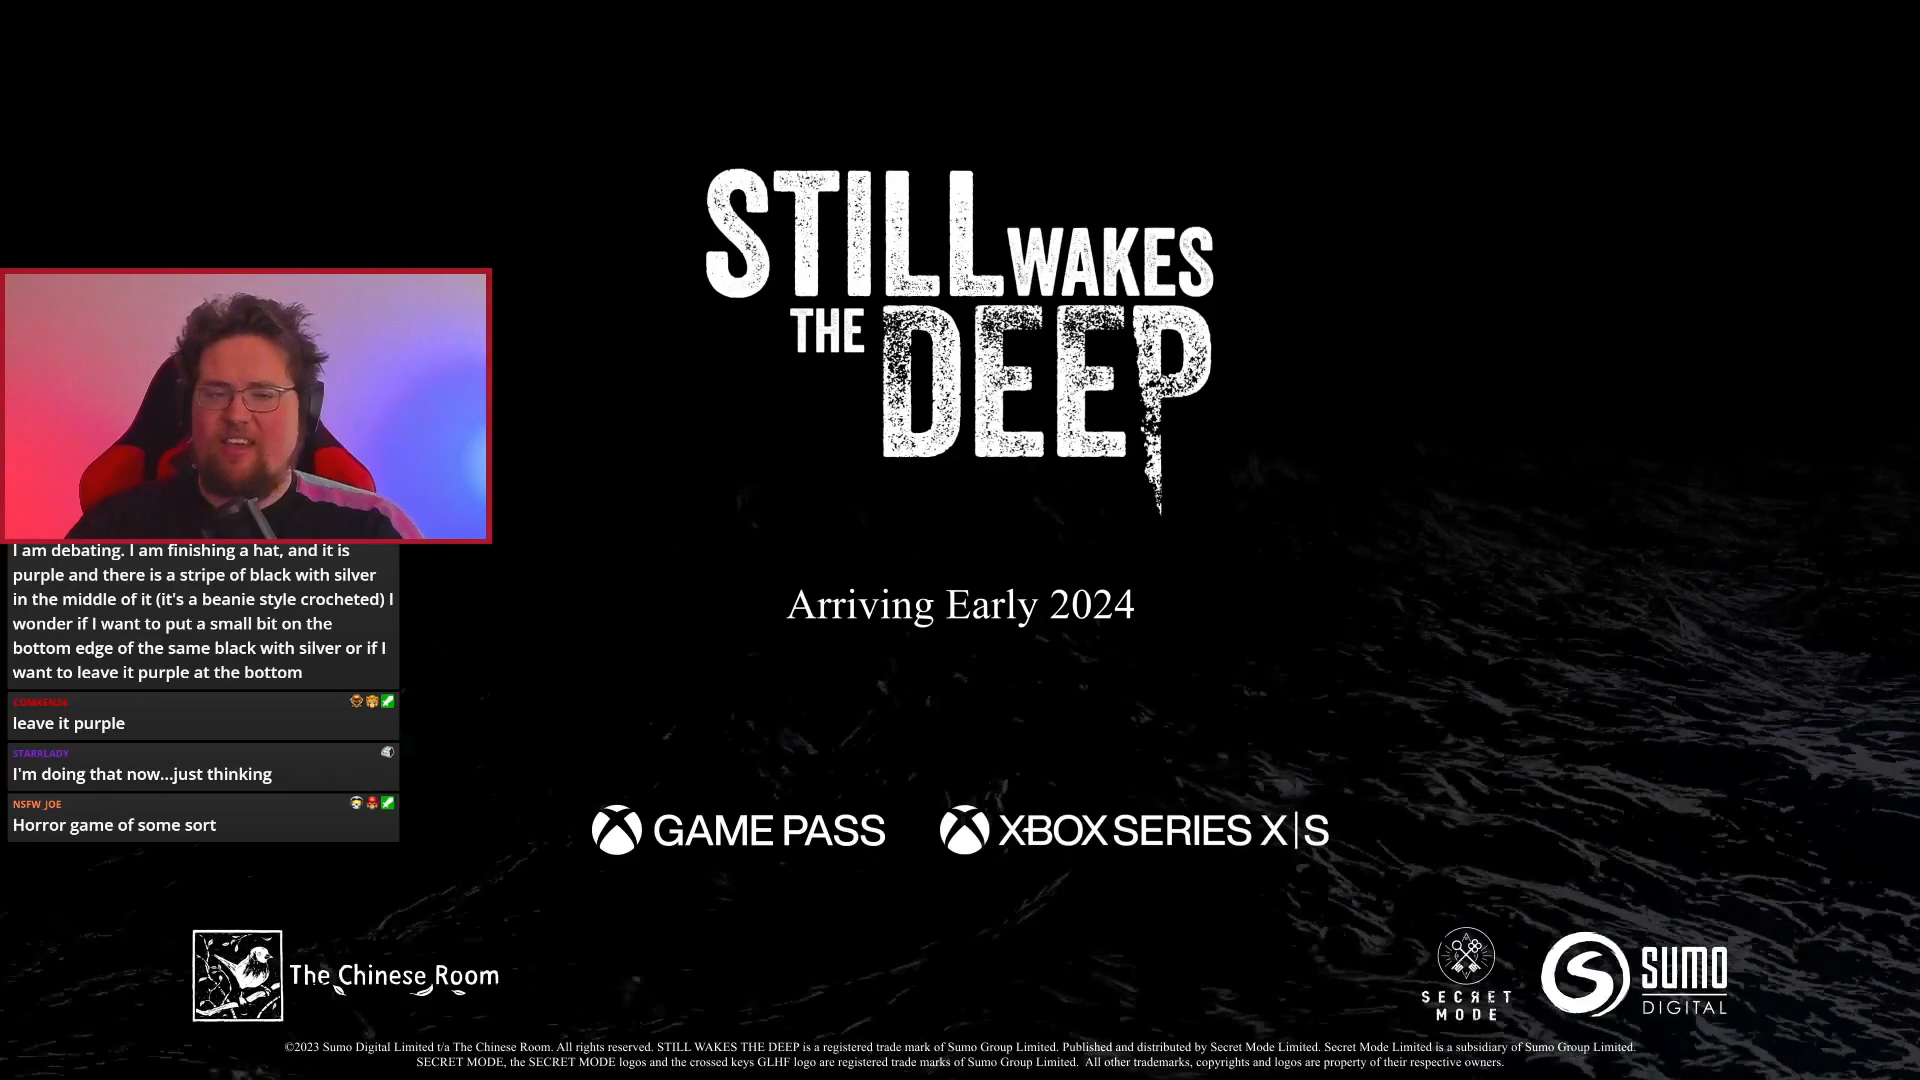 STILL WAKES
THE DEEP
Arriving Early 2024
I am debating. I am finishing a hat, and it is
purple and there is a stripe of black with silver
in the middle of it (it's a beanie style crocheted) I
wonder if I want to put a small bit on the
bottom edge of the same black with silver or if I
want to leave it purple at the bottom
COMKEN24
leave it purple
STARRLADY
I'm doing that now...just thinking
NSFW_JOE
Horror game of some sort
GAME PASS
XBOX SERIES X|S
The Chinese Room
SECRET
MODE
SUMO
DIGITAL
©2023 Sumo Digital Limited t/a The Chinese Room. All rights reserved. STILL WAKES THE DEEP is a registered trade mark of Sumo Group Limited. Published and distributed by Secret Mode Limited. Secret Mode Limited is a subsidiary of Sumo Group Limited.
SECRET MODE, the SECRET MODE logos and the crossed keys GLHF logo are registered trade marks of Sumo Group Limited. All other trademarks, copyrights and logos are property of their respective owners.